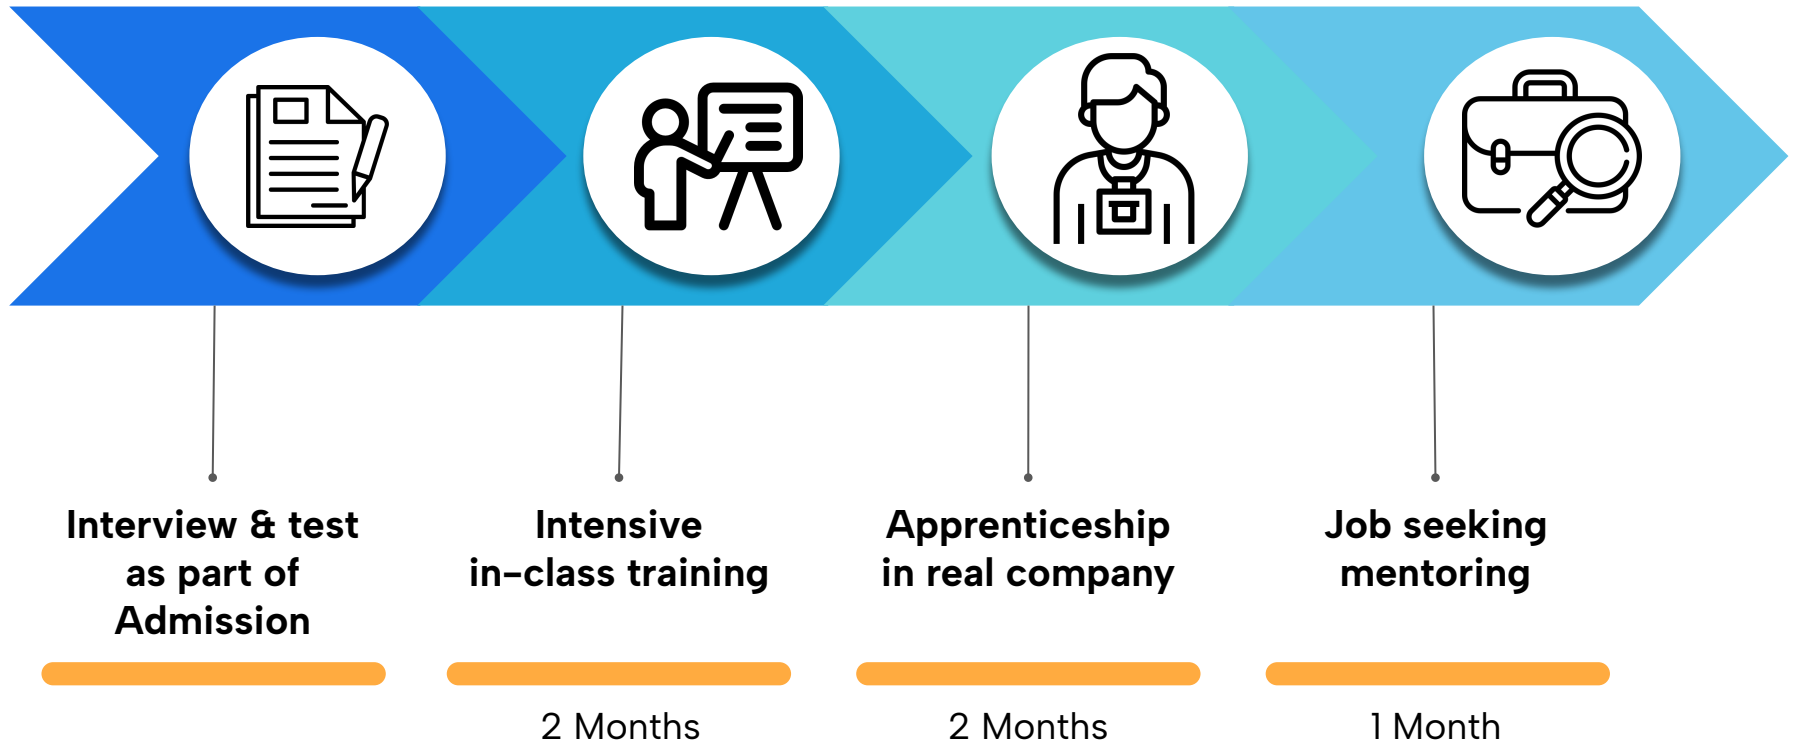 Interview & test
as part of
Admission
Intensive
in-class training
2 Months
Apprenticeship
in real company
2 Months
Job seeking
mentoring
1 Month